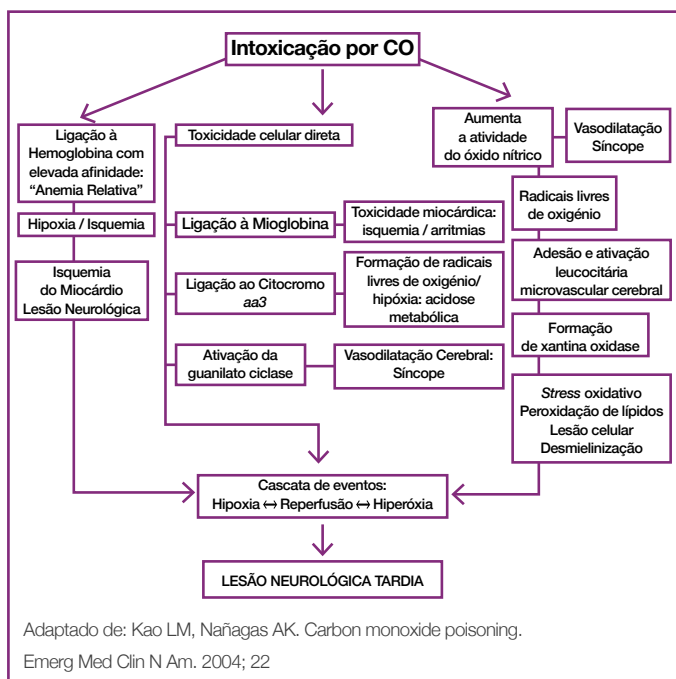 Intoxicação por CO
Ligação à
Hemoglobina com
elevada afinidade:
“Anemia Relativa”
Hipoxia / Isquemia
Isquemia
do Miocárdio
Lesão Neurológica
Toxicidade celular direta
Ligação à Mioglobina
Toxicidade miocárdica:
isquemia / arritmias
Ligação ao Citocromo
aa3
Formação de radicais
livres de oxigénio/
hipóxia: acidose
metabólica
Ativação da
guanilato ciclase
Vasodilatação Cerebral:
Síncope
Aumenta
a atividade
do óxido nítrico
Vasodilatação
Síncope
Radicais livres
de oxigénio
Adesão e ativação
leucocitária
microvascular cerebral
Formação
de xantina oxidase
Stress oxidativo
Peroxidação de lípidos
Lesão celular
Desmielinização
Cascata de eventos:
Hipoxia ↔ Reperfusão ↔ Hiperóxia
LESÃO NEUROLÓGICA TARDIA
Adaptado de: Kao LM, Nañagas AK. Carbon monoxide poisoning.
Emerg Med Clin N Am. 2004; 22